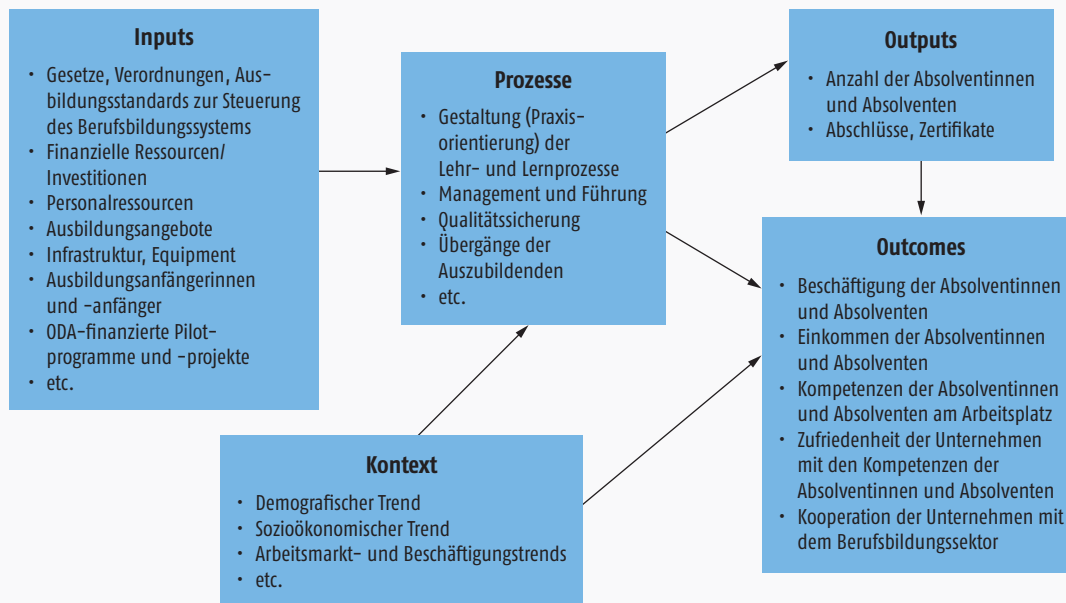 Inputs
· Gesetze, Verordnungen, Aus-
bildungsstandards zur Steuerung
des Berufsbildungssystems
· Finanzielle Ressourcen/
Investitionen
· Personalressourcen
· Ausbildungsangebote
· Infrastruktur, Equipment
· Ausbildungsanfängerinnen
und -anfänger
· ODA-finanzierte Pilot-
programme und -projekte
· etc.
Prozesse
· Gestaltung (Praxis-
orientierung) der
Lehr- und Lernprozesse
· Management und Führung
· Qualitätssicherung
· Übergänge der
Auszubildenden
· etc.
Outputs
· Anzahl der Absolventinnen
und Absolventen
· Abschlüsse, Zertifikate
Outcomes
· Beschäftigung der Absolventinnen
und Absolventen
· Einkommen der Absolventinnen
und Absolventen
· Kompetenzen der Absolventinnen
und Absolventen am Arbeitsplatz
· Zufriedenheit der Unternehmen
mit den Kompetenzen der
Absolventinnen und Absolventen
· Kooperation der Unternehmen mit
dem Berufsbildungssektor
Kontext
· Demografischer Trend
· Sozioökonomischer Trend
· Arbeitsmarkt- und Beschäftigungstrends
· etc.